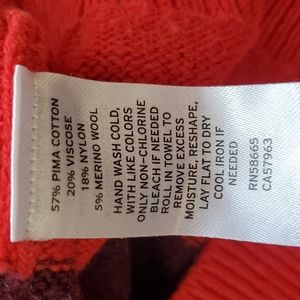 57% PIMA COTTON
20% VISCOSE
18% NYLON
5% MERINO WOOL
HAND WASH COLD,
WITH LIKE COLORS
ONLY NON-CHLORINE
BLEACH IF NEEDED
ROLL IN TOWEL TO
REMOVE EXCESS
MOISTURE, RESHAPE,
LAY FLAT TO DRY
COOL IRON IF
NEEDED
RN58665
CA57963